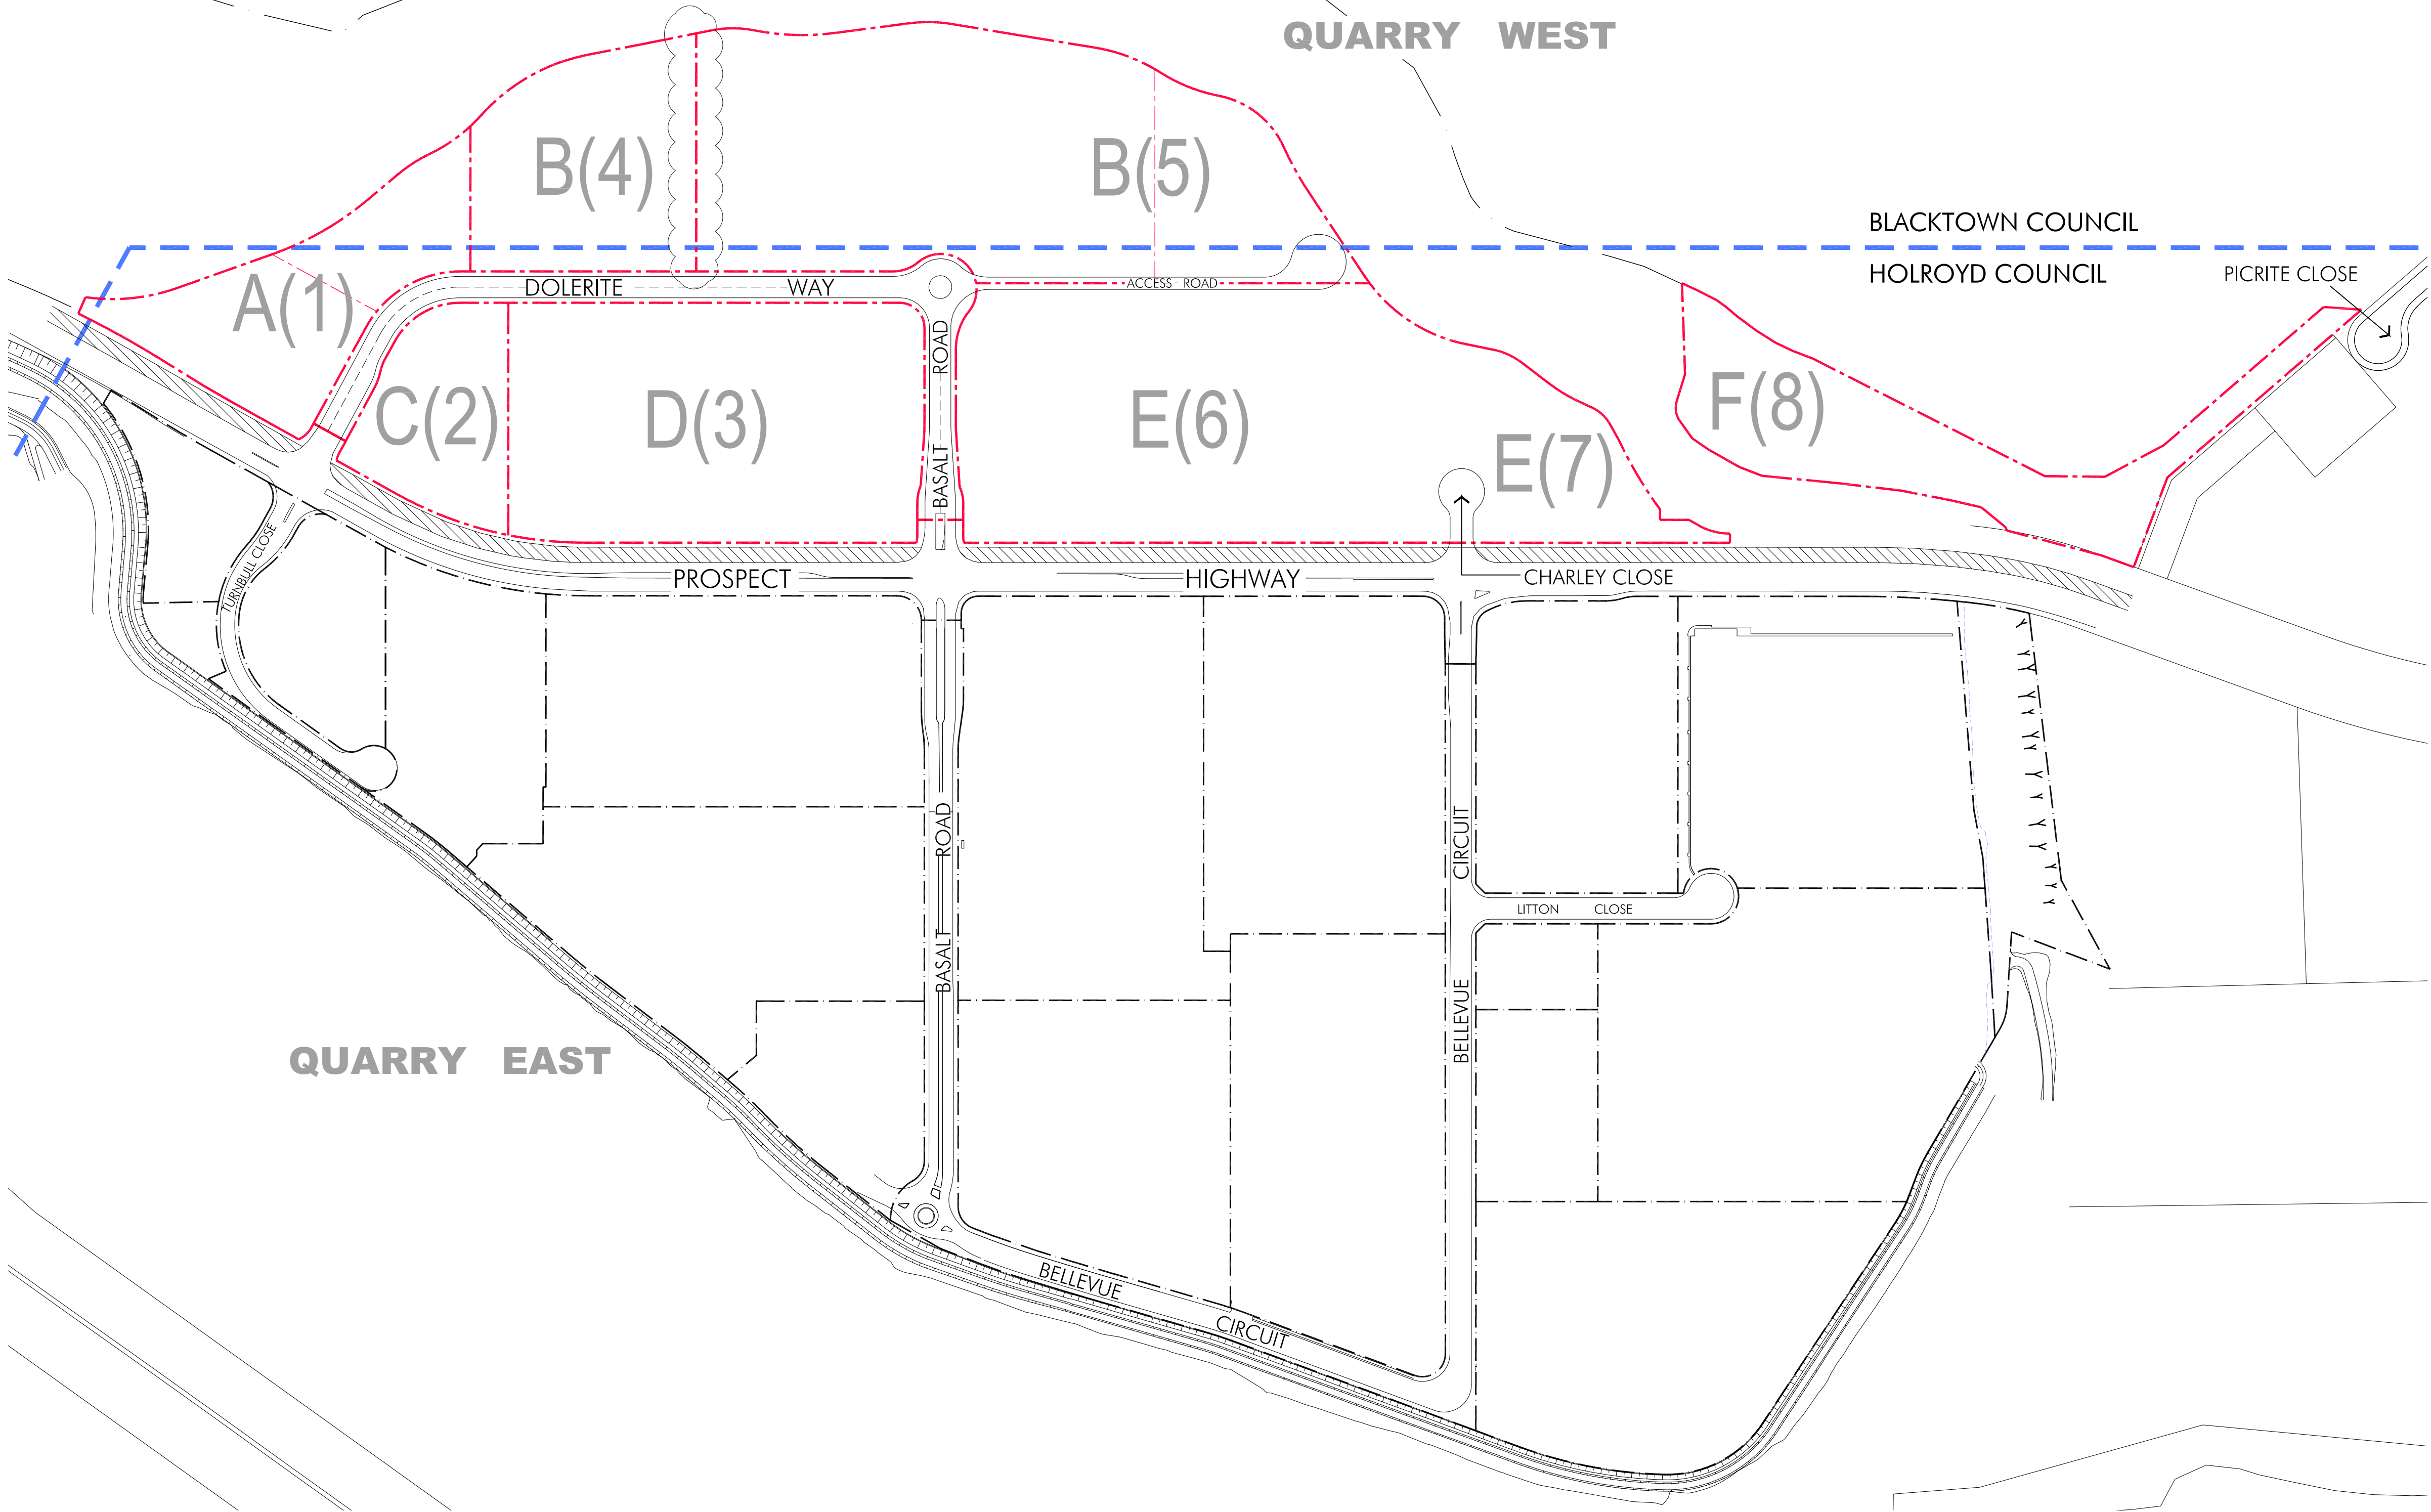 QUARRY WEST
B(4)
B(5)
BLACKTOWN COUNCIL
HOLROYD COUNCIL
PICRITE CLOSE
A(1)
DOLERITE WAY
ACCESS ROAD
BASALT ROAD
C(2)
D(3)
E(6)
F(8)
E(7)
TURNBULL CLOSE
PROSPECT HIGHWAY
CHARLEY CLOSE
BASALT ROAD
BELLEVUE CIRCUIT
LITTON CLOSE
QUARRY EAST
BELLEVUE CIRCUIT